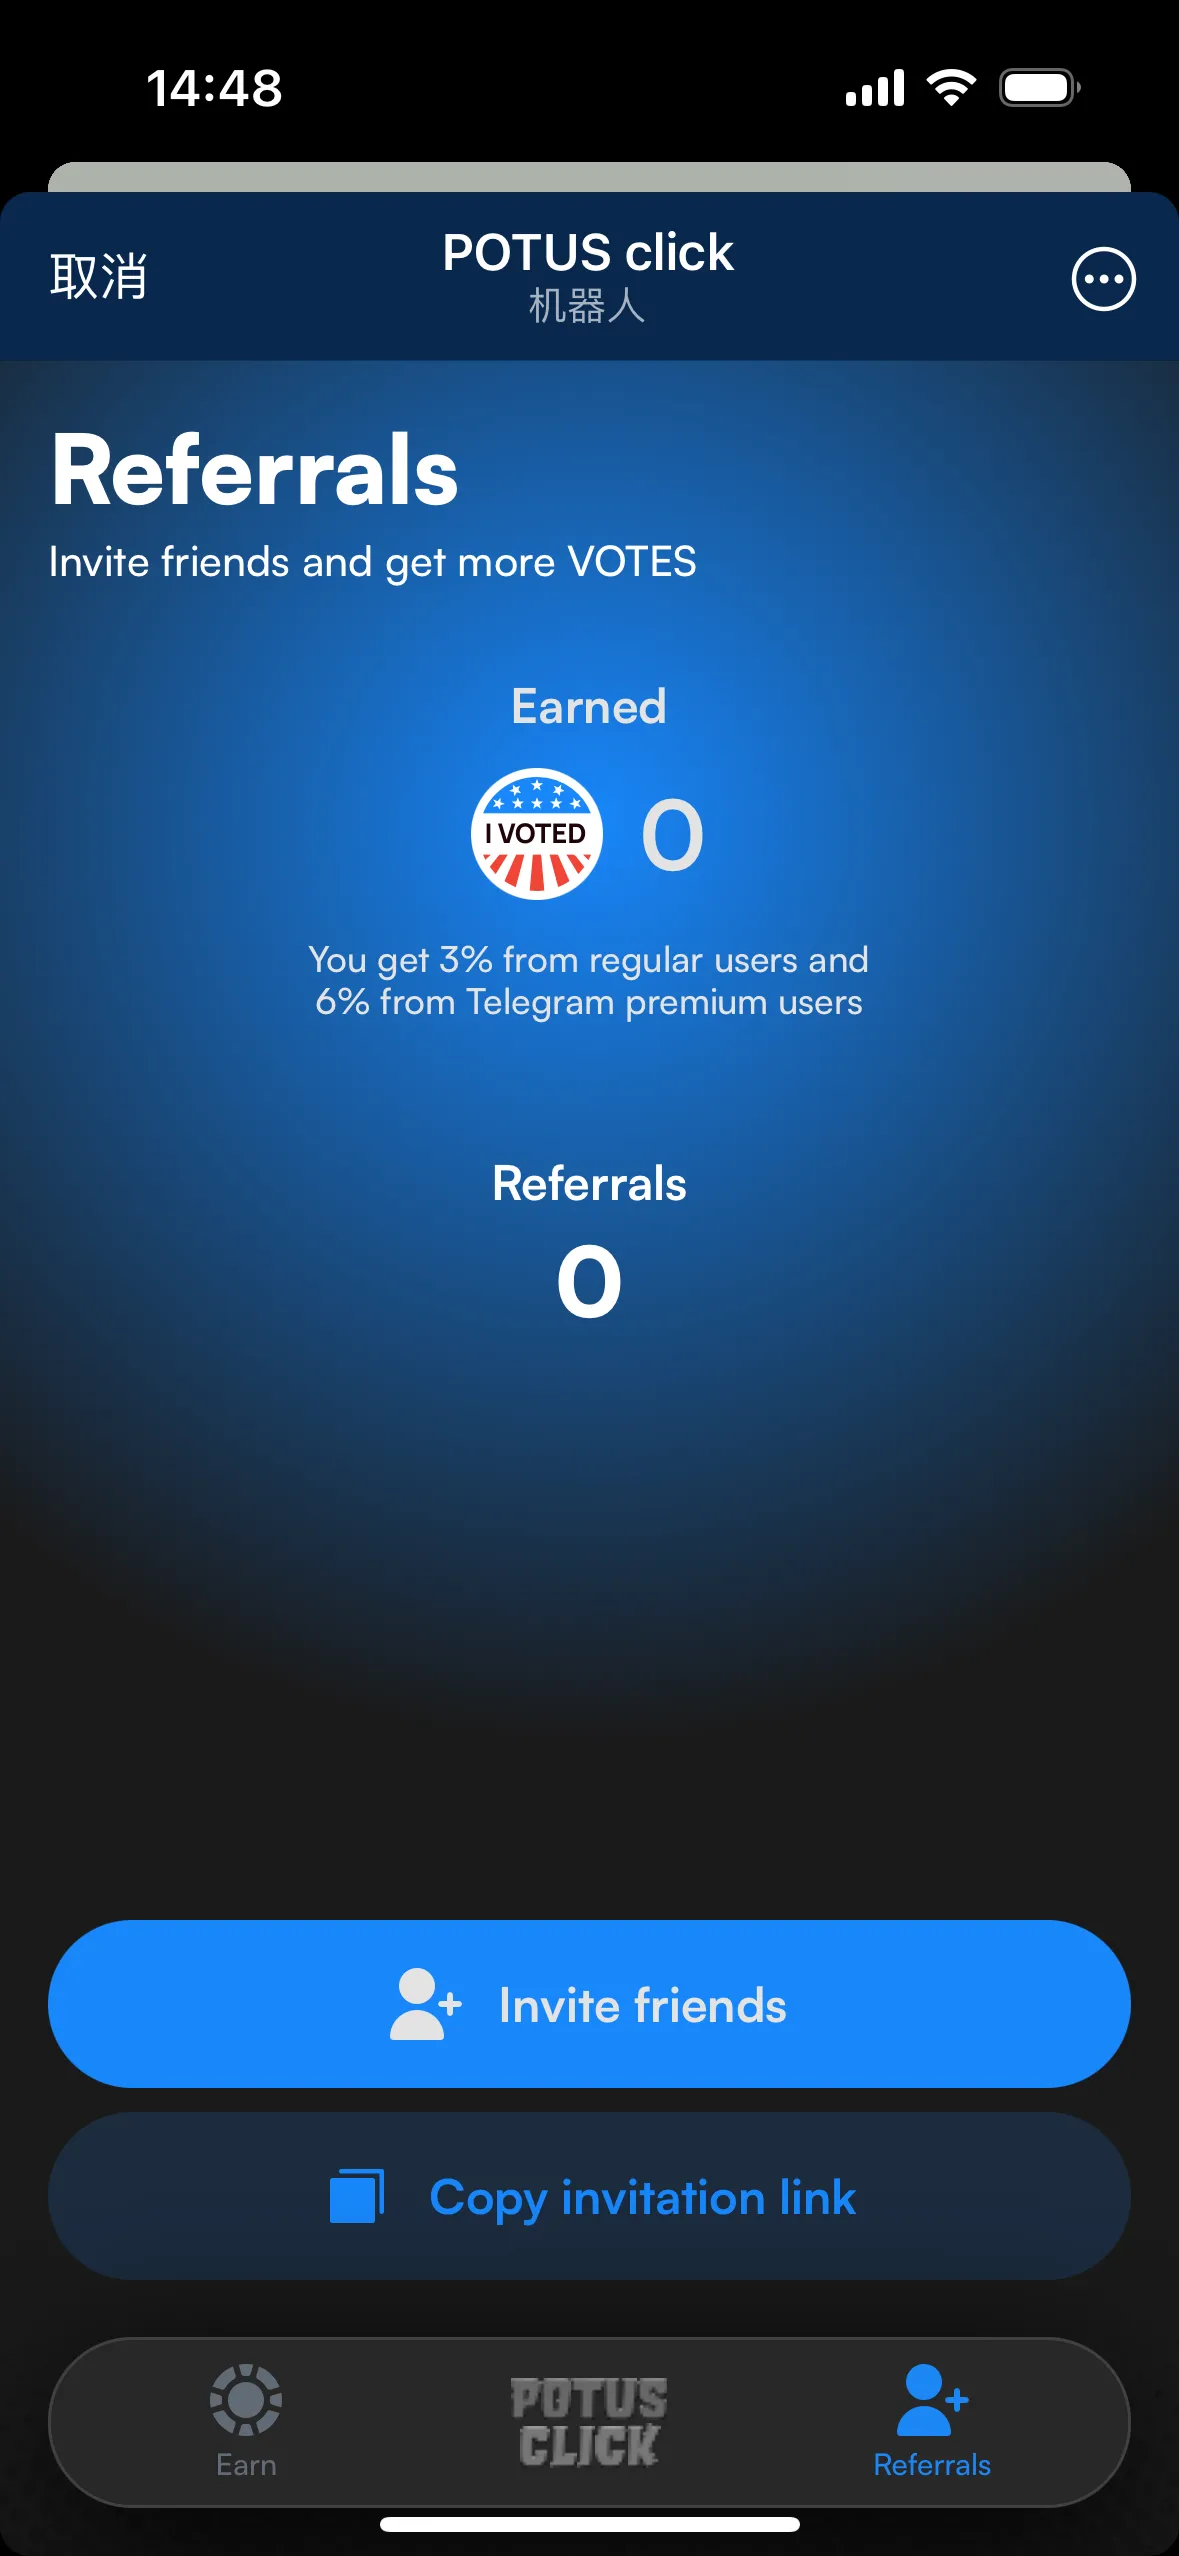 14:48
取消
POTUS click
机器人
Referrals
Invite friends and get more VOTES
Earned
I VOTED
0
You get 3% from regular users and
6% from Telegram premium users
Referrals
0
Invite friends
Copy invitation link
Earn
POTUS
CLICK
Referrals